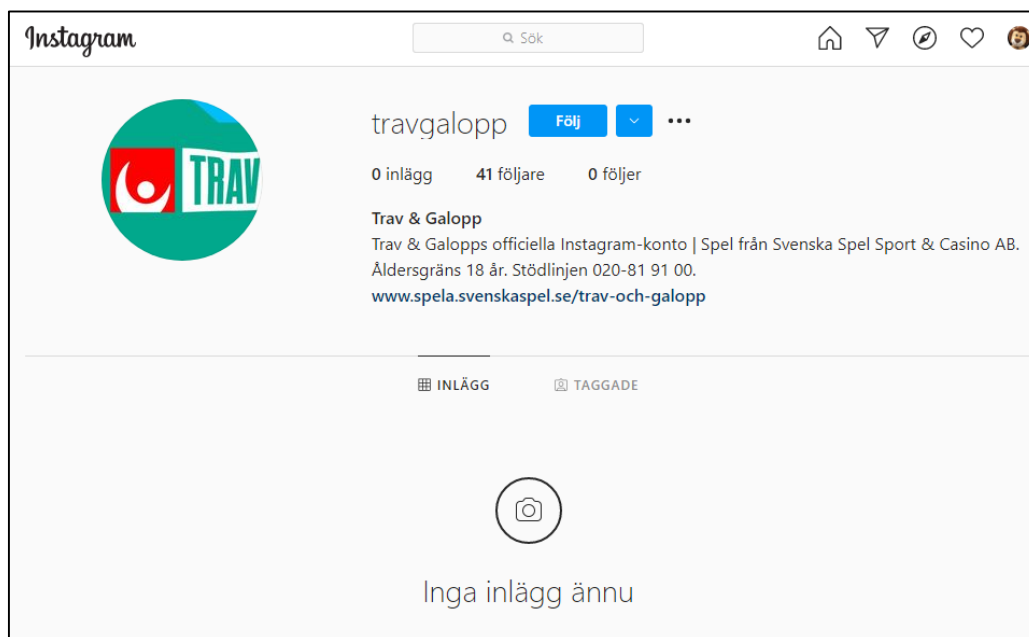 Instagram
Sök
TRAV
travgalopp Följ
0 inlägg 41 följare 0 följer
Trav & Galopp
Trav & Galopps officiella Instagram-konto | Spel från Svenska Spel Sport & Casino AB.
Åldersgräns 18 år. Stödlinjen 020-81 91 00.
www.spela.svenskaspel.se/trav-och-galopp
INLÄGG TAGGADE
Inga inlägg ännu